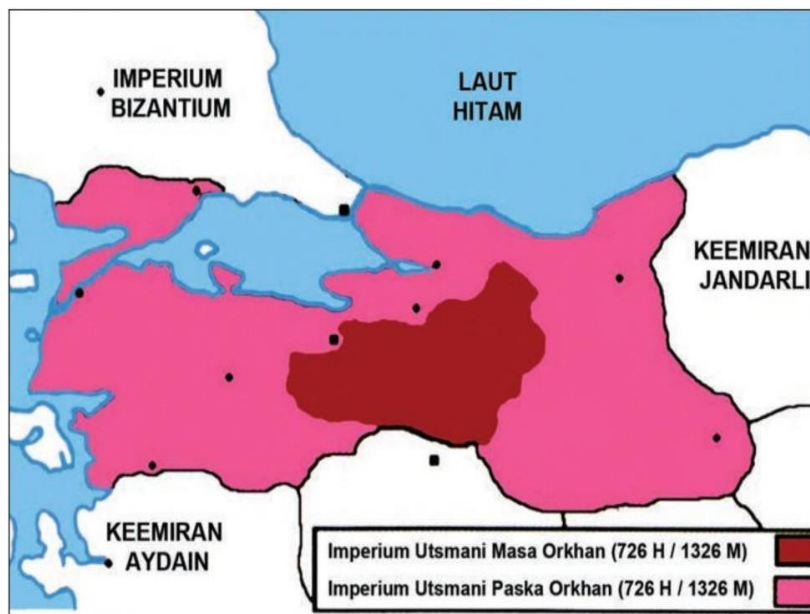 IMPERIUM
BIZANTIUM
LAUT
HITAM
KEEMIRAN
JANDARLI
KEEMIRAN
AYDAIN
Imperium Utsmani Masa Orkhan (726 H / 1326 M)
Imperium Utsmani Paska Orkhan (726 H / 1326 M)